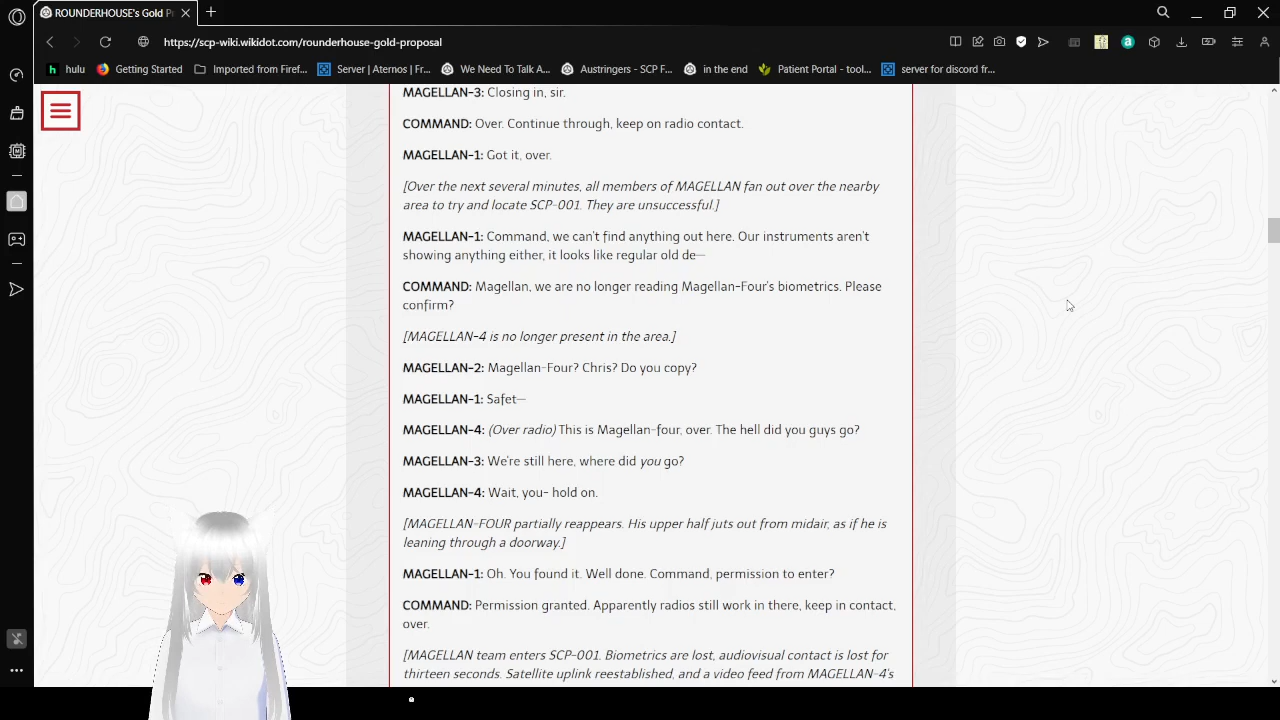 ROUNDERHOUSE's Gold P
https://scp-wiki.wikidot.com/rounderhouse-gold-proposal
hulu
Getting Started
Imported from Firef...
Server | Aternos | Fr...
We Need To Talk A...
Austringers - SCP F...
in the end
Patient Portal - tool...
server for discord fr...
MAGELLAN-3: Closing in, sir.
COMMAND: Over. Continue through, keep on radio contact.
MAGELLAN-1: Got it, over.
[Over the next several minutes, all members of MAGELLAN fan out over the nearby
area to try and locate SCP-001. They are unsuccessful.]
MAGELLAN-1: Command, we can't find anything out here. Our instruments aren't
showing anything either, it looks like regular old de—
COMMAND: Magellan, we are no longer reading Magellan-Four's biometrics. Please
confirm?
[MAGELLAN-4 is no longer present in the area.]
MAGELLAN-2: Magellan-Four? Chris? Do you copy?
MAGELLAN-1: Safet—
MAGELLAN-4: (Over radio) This is Magellan-four, over. The hell did you guys go?
MAGELLAN-3: We're still here, where did you go?
MAGELLAN-4: Wait, you- hold on.
[MAGELLAN-FOUR partially reappears. His upper half juts out from midair, as if he is
leaning through a doorway.]
MAGELLAN-1: Oh. You found it. Well done. Command, permission to enter?
COMMAND: Permission granted. Apparently radios still work in there, keep in contact,
over.
[MAGELLAN team enters SCP-001. Biometrics are lost, audiovisual contact is lost for
thirteen seconds. Satellite uplink reestablished, and a video feed from MAGELLAN-4's